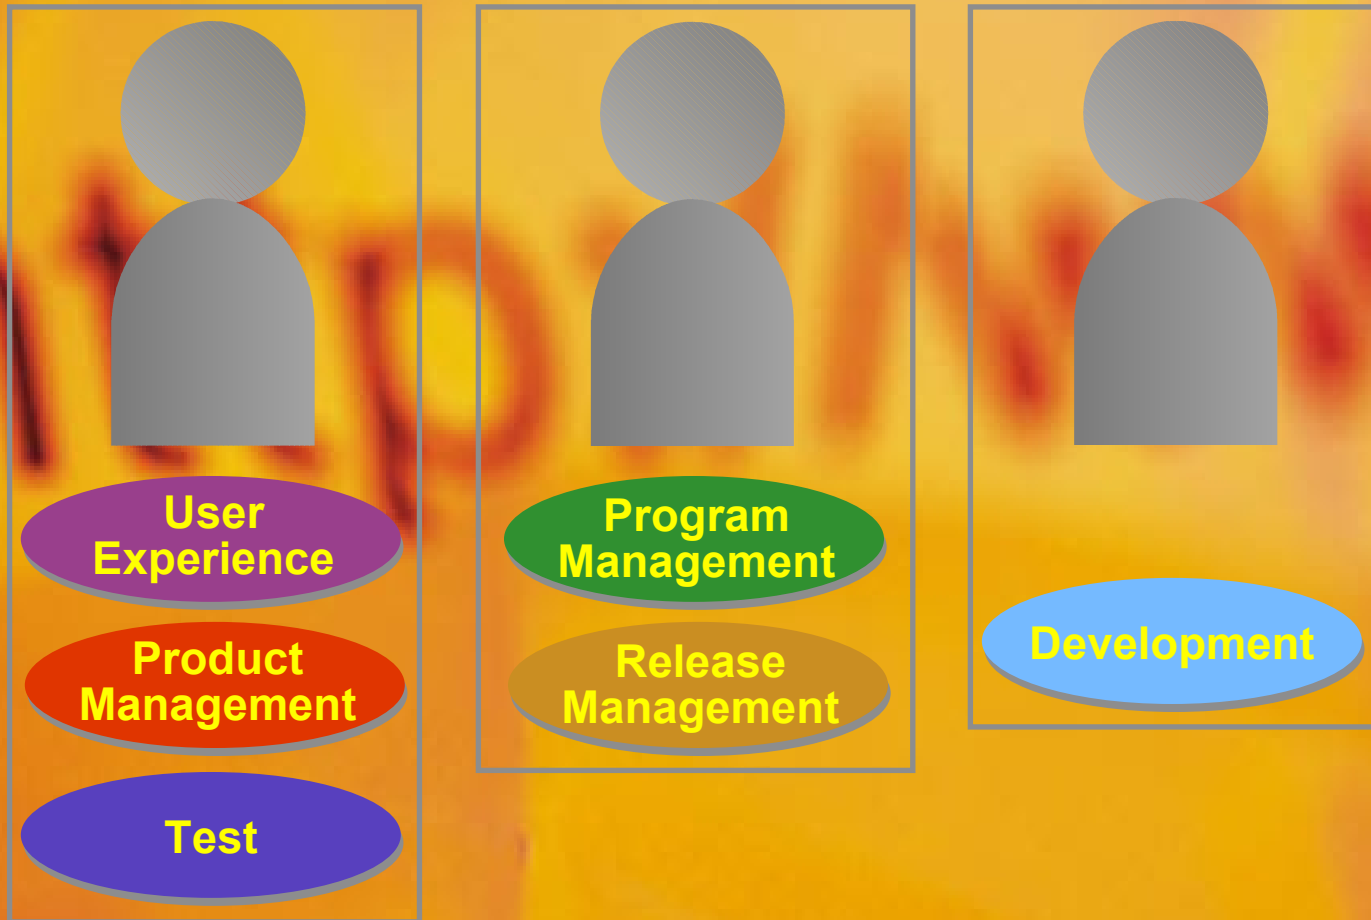 User
Experience
Product
Management
Test
Program
Management
Release
Management
Development